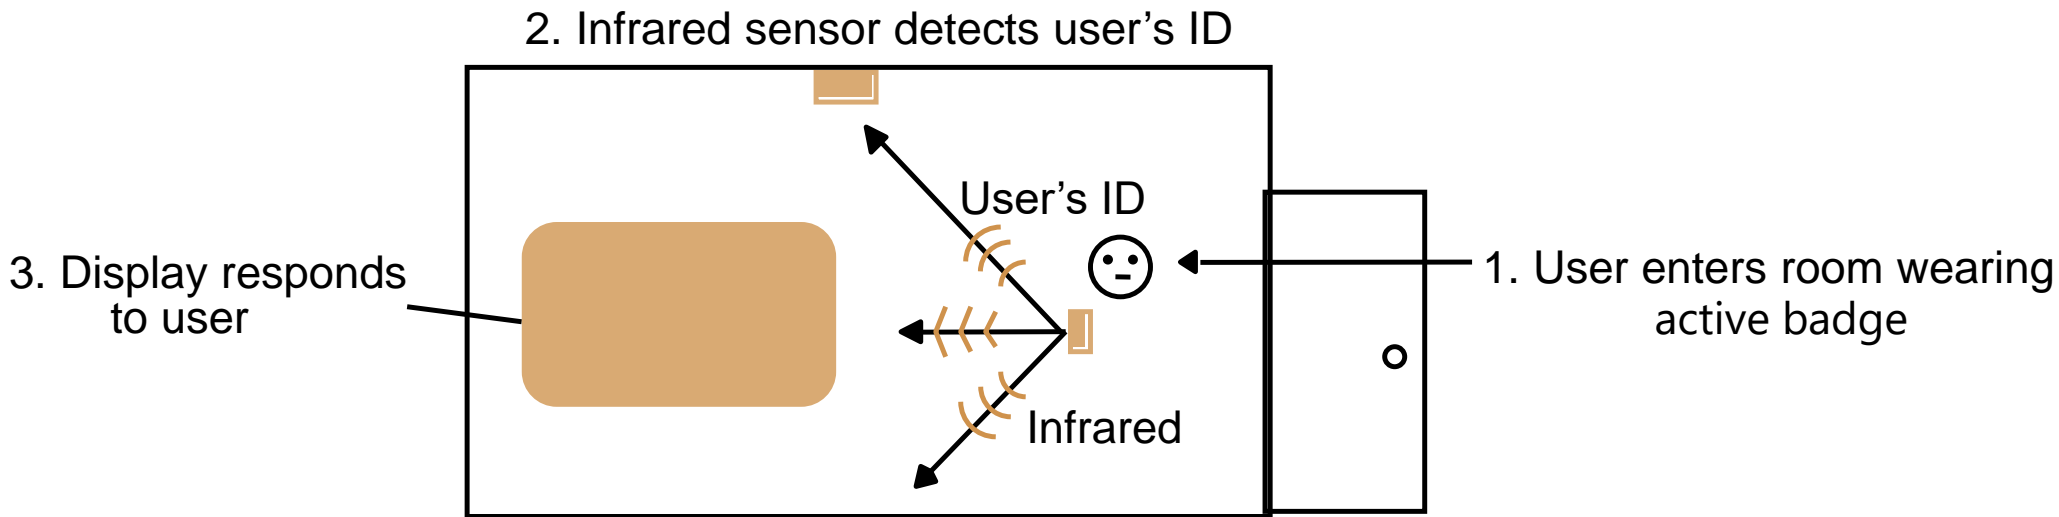 2. Infrared sensor detects user’s ID
User’s ID
3. Display responds
to user
1. User enters room wearing
active badge
Infrared